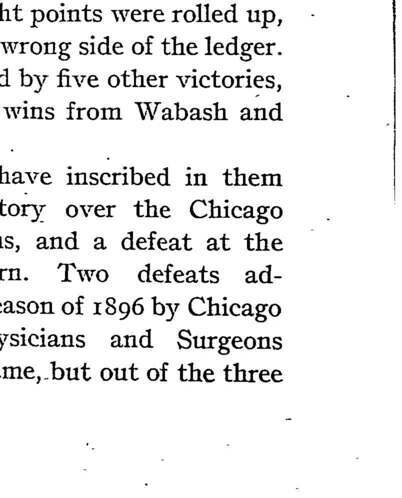 ht points were rolled up,
wrong side of the ledger.
d by five other victories,
wins from Wabash and
have inscribed in them
tory over the Chicago
s, and a defeat at the
rn. Two defeats ad-
eason of 1896 by Chicago
ysicians and Surgeons
me, but out of the three